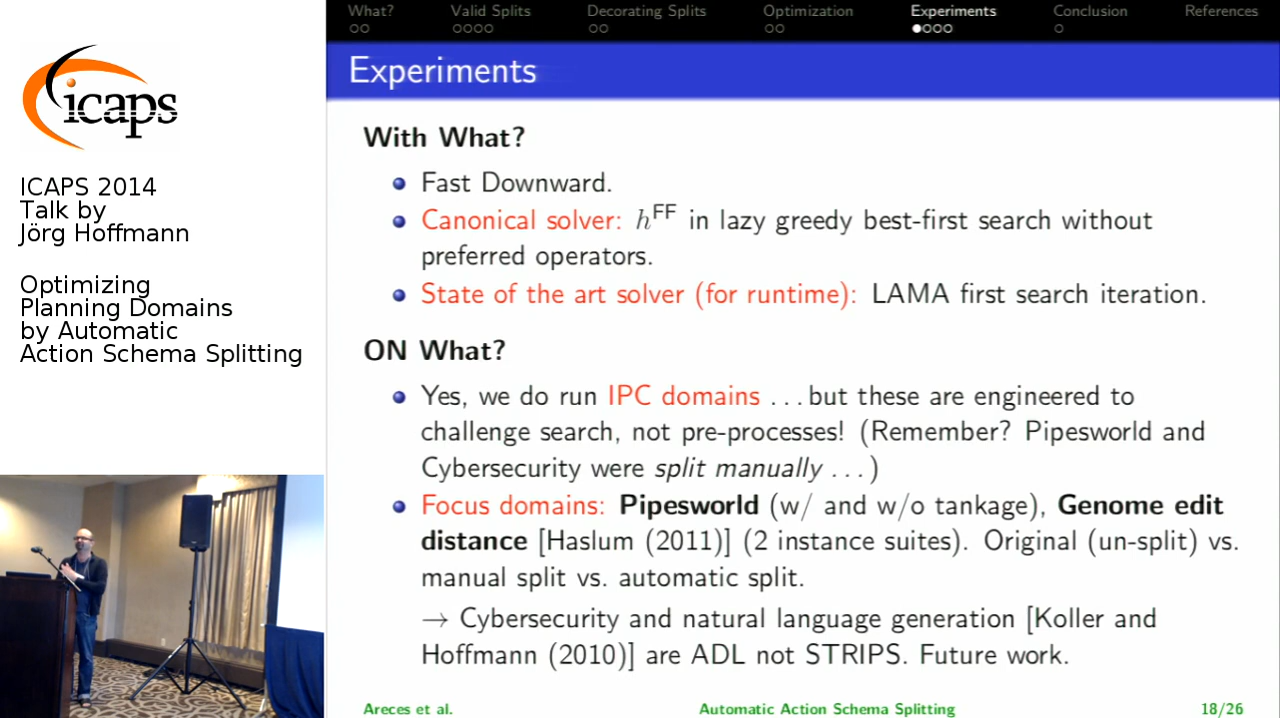 icaps
ICAPS 2014
Talk by
Jörg Hoffmann
Optimizing
Planning Domains
by Automatic
Action Schema Splitting
What? Valid Splits Decorating Splits Optimization Experiments Conclusion References
Experiments
With What?
Fast Downward.
Canonical solver: hFF in lazy greedy best-first search without
preferred operators.
State of the art solver (for runtime): LAMA first search iteration.
ON What?
Yes, we do run IPC domains ...but these are engineered to
challenge search, not pre-processes! (Remember? Pipesworld and
Cybersecurity were split manually ...)
Focus domains: Pipesworld (w/ and w/o tankage), Genome edit
distance [Haslum (2011)] (2 instance suites). Original (un-split) vs.
manual split vs. automatic split.
→ Cybersecurity and natural language generation [Koller and
Hoffmann (2010)] are ADL not STRIPS. Future work.
Areces et al. Automatic Action Schema Splitting 18/26